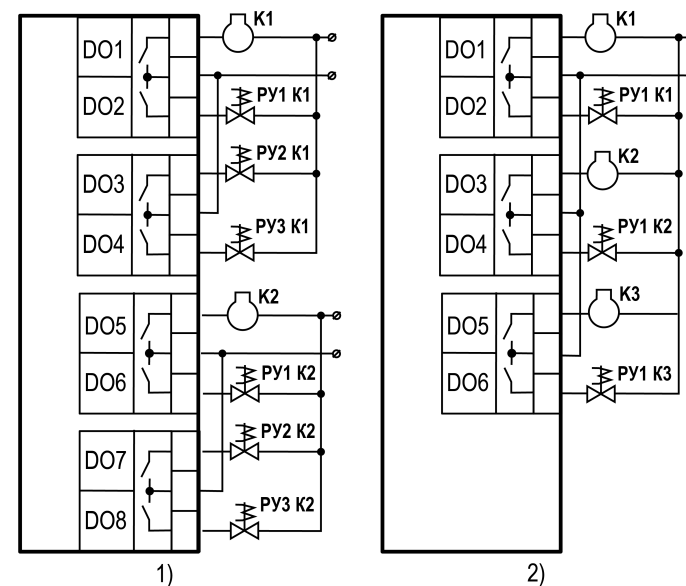 K1
DO1
DO2
РУ1 К1
DO3
РУ2 К1
DO4
РУ3 К1
K2
DO5
DO6
РУ1 К2
DO7
РУ2 К2
DO8
РУ3 К2
1)
K1
DO1
DO2
РУ1 К1
K2
DO3
DO4
РУ1 К2
K3
DO5
DO6
РУ1 К3
2)